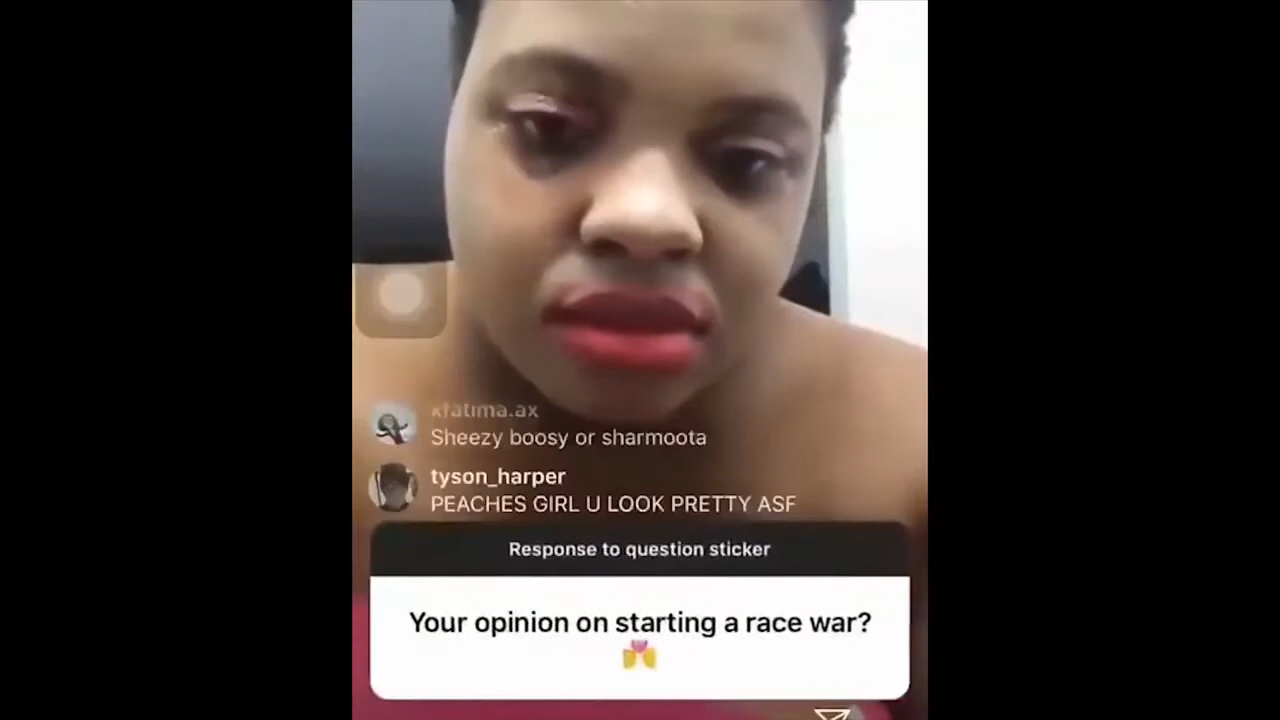 xfatima.ax
Sheezy boosy or sharmoota
tyson_harper
PEACHES GIRL U LOOK PRETTY ASF
Response to question sticker
Your opinion on starting a race war?